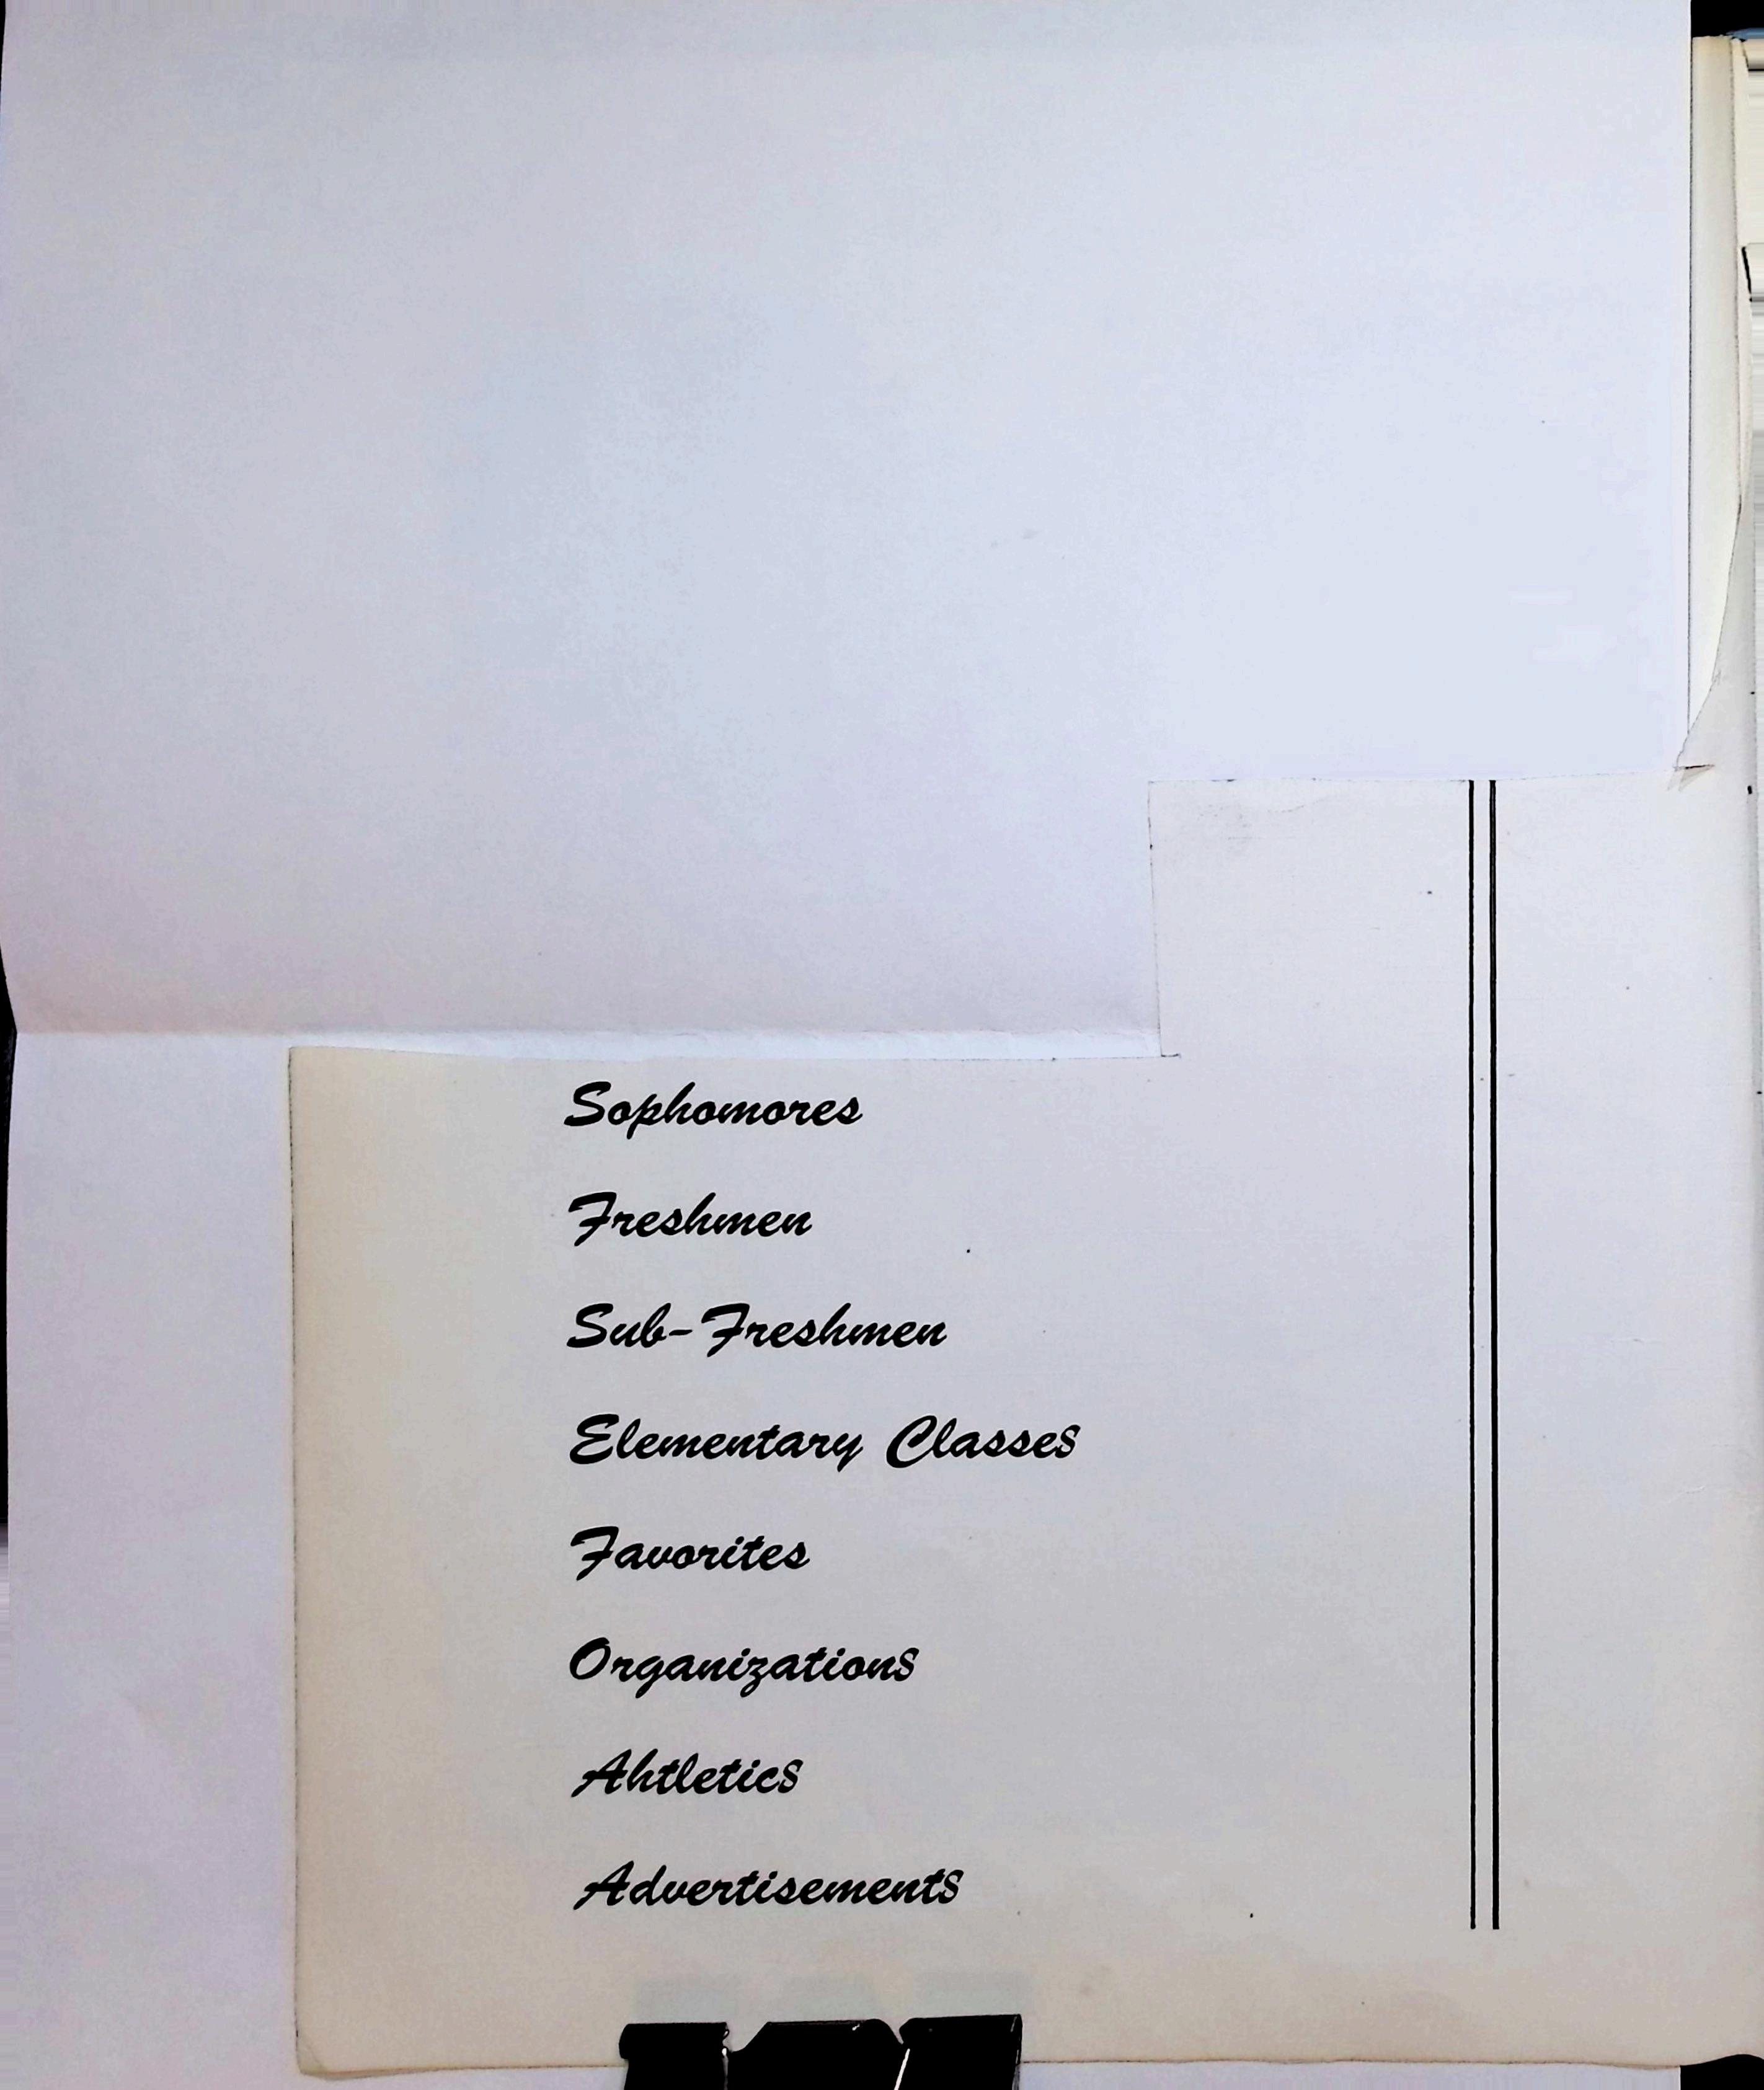 Sophomores
Freshmen
Sub-Freshmen
Elementary Classes
Favorites
Organizations
Ahtletics
Advertisements